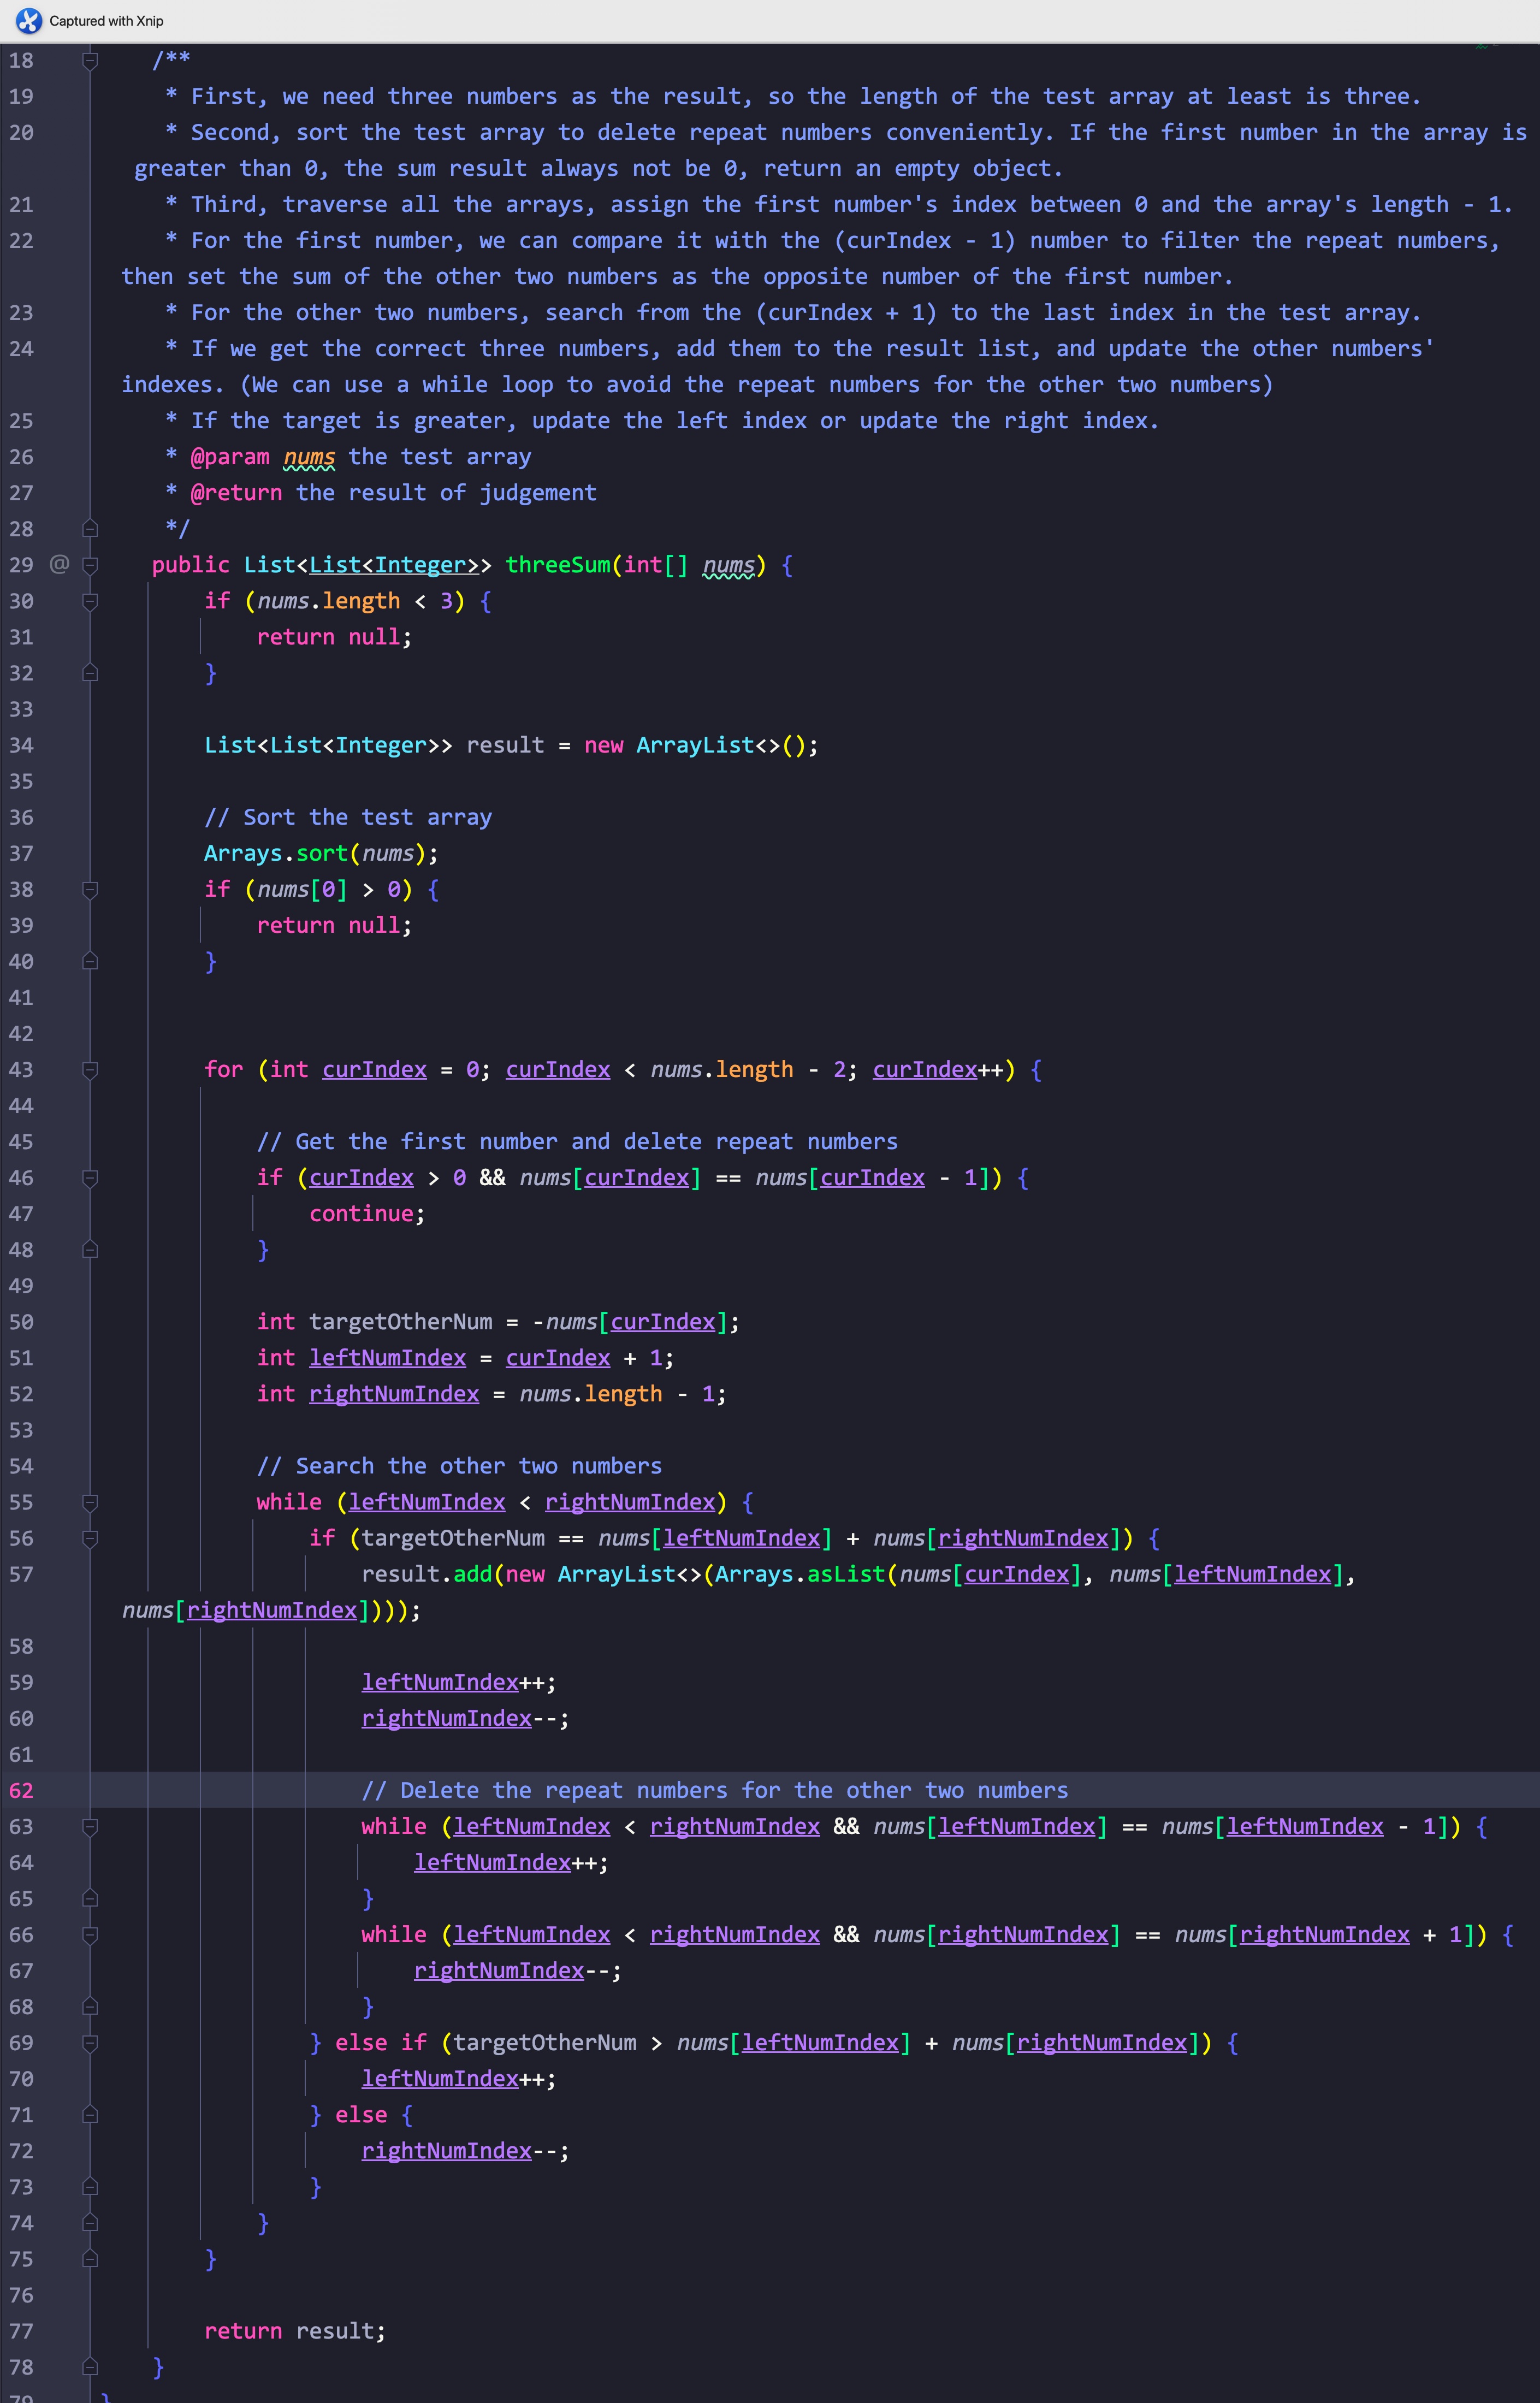 Captured with Xnip
18 /**
19 * First, we need three numbers as the result, so the length of the test array at least is three.
20 * Second, sort the test array to delete repeat numbers conveniently. If the first number in the array is
greater than 0, the sum result always not be 0, return an empty object.
21 * Third, traverse all the arrays, assign the first number's index between 0 and the array's length - 1.
22 * For the first number, we can compare it with the (curIndex - 1) number to filter the repeat numbers,
then set the sum of the other two numbers as the opposite number of the first number.
23 * For the other two numbers, search from the (curIndex + 1) to the last index in the test array.
24 * If we get the correct three numbers, add them to the result list, and update the other numbers'
indexes. (We can use a while loop to avoid the repeat numbers for the other two numbers)
25 * If the target is greater, update the left index or update the right index.
26 * @param nums the test array
27 * @return the result of judgement
28 */
29 @ public List<List<Integer>> threeSum(int[] nums) {
30 if (nums.length < 3) {
31 return null;
32 }
33
34 List<List<Integer>> result = new ArrayList<>();
35
36 // Sort the test array
37 Arrays.sort(nums);
38 if (nums[0] > 0) {
39 return null;
40 }
41
42
43 for (int curIndex = 0; curIndex < nums.length - 2; curIndex++) {
44
45 // Get the first number and delete repeat numbers
46 if (curIndex > 0 && nums[curIndex] == nums[curIndex - 1]) {
47 continue;
48 }
49
50 int targetOtherNum = -nums[curIndex];
51 int leftNumIndex = curIndex + 1;
52 int rightNumIndex = nums.length - 1;
53
54 // Search the other two numbers
55 while (leftNumIndex < rightNumIndex) {
56 if (targetOtherNum == nums[leftNumIndex] + nums[rightNumIndex]) {
57 result.add(new ArrayList<>(Arrays.asList(nums[curIndex], nums[leftNumIndex],
nums[rightNumIndex])));
58
59 leftNumIndex++;
60 rightNumIndex--;
61
62 // Delete the repeat numbers for the other two numbers
63 while (leftNumIndex < rightNumIndex && nums[leftNumIndex] == nums[leftNumIndex - 1]) {
64 leftNumIndex++;
65 }
66 while (leftNumIndex < rightNumIndex && nums[rightNumIndex] == nums[rightNumIndex + 1]) {
67 rightNumIndex--;
68 }
69 } else if (targetOtherNum > nums[leftNumIndex] + nums[rightNumIndex]) {
70 leftNumIndex++;
71 } else {
72 rightNumIndex--;
73 }
74 }
75 }
76
77 return result;
78 }
79 }